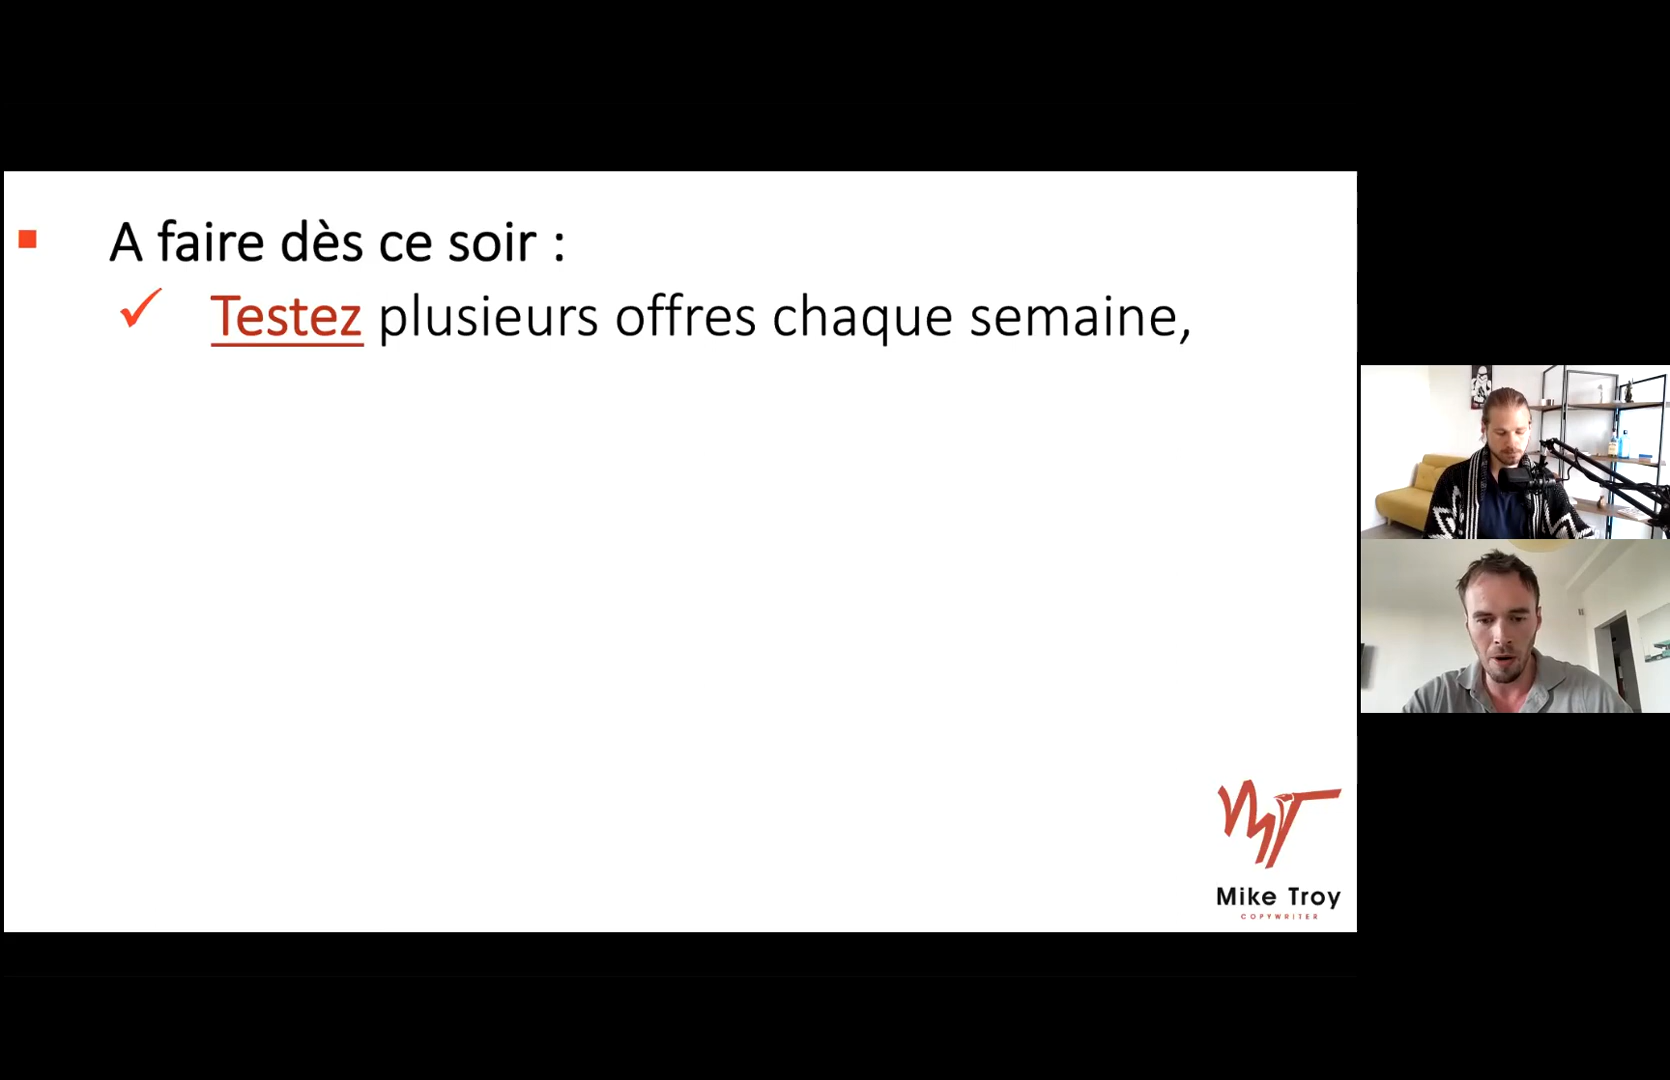 A faire dès ce soir :
Testez plusieurs offres chaque semaine,
Mike Troy
COPYWRITER